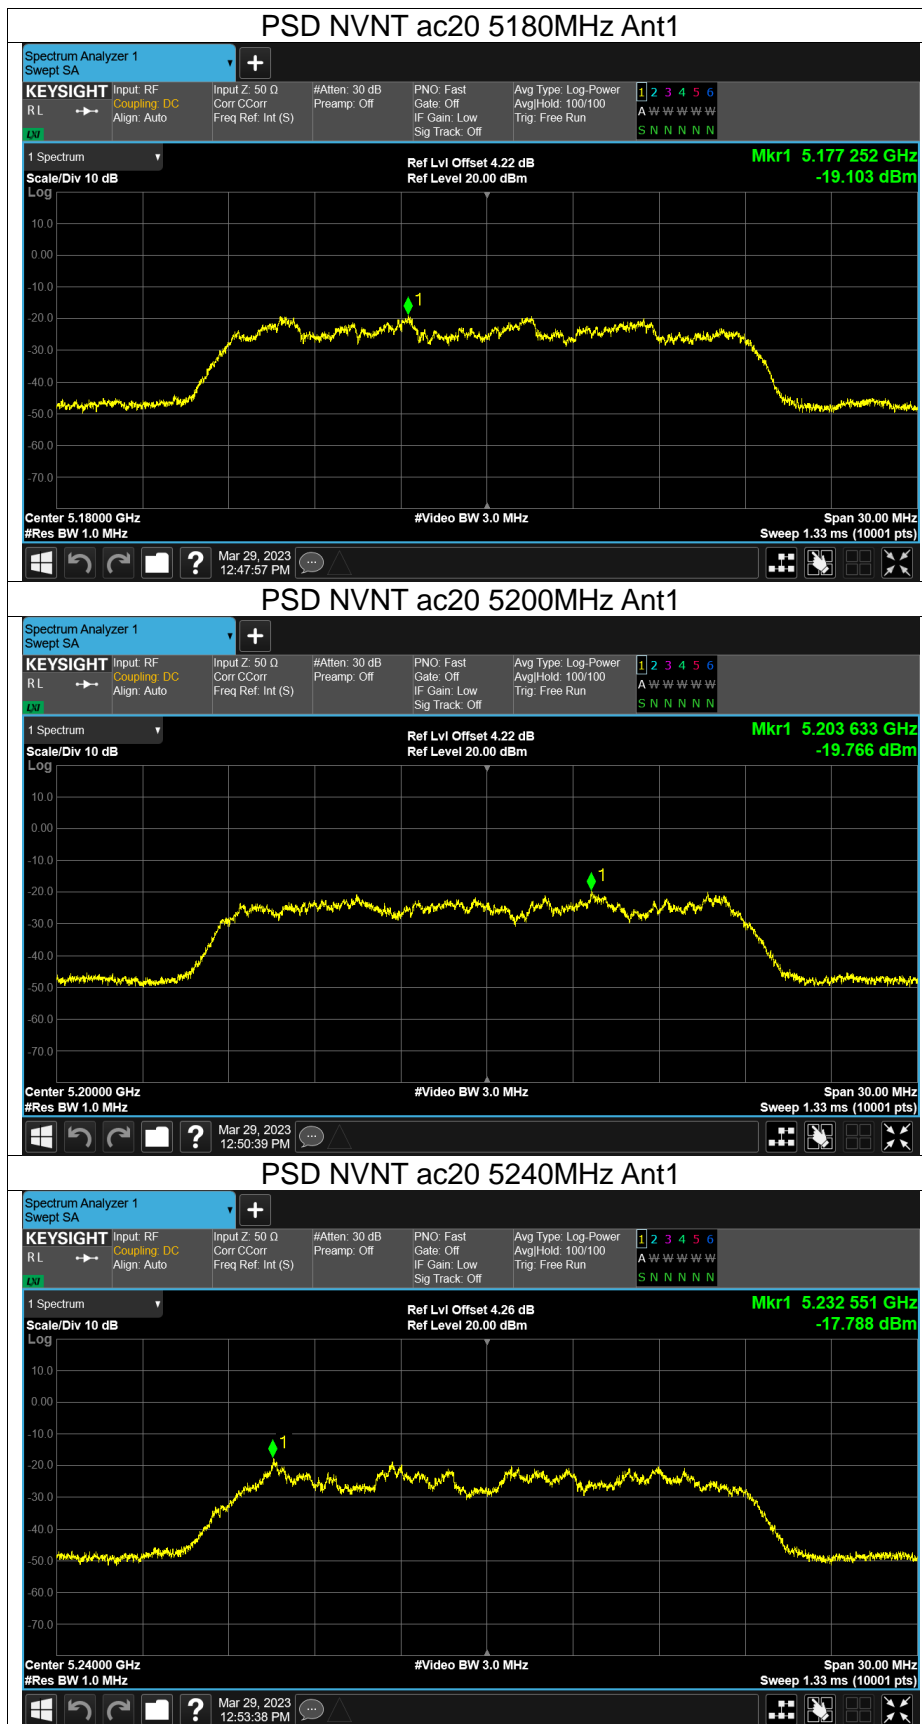 PSD NVNT ac20 5180MHz Ant1
Spectrum Analyzer 1
Swept SA
KEYSIGHT Input: RF Input Z: 50 Ω #Atten: 30 dB PNO: Fast Avg Type: Log-Power 1 2 3 4 5 6
RL Coupling: DC Corr CCorr Preamp: Off Gate: Off Avg|Hold: 100/100 A W W W W W
Align: Auto Freq Ref: Int (S) IF Gain: Low Trig: Free Run
LXI Sig Track: Off S N N N N N
1 Spectrum Ref Lvl Offset 4.22 dB Mkr1 5.177 252 GHz
Scale/Div 10 dB Ref Level 20.00 dBm -19.103 dBm
Log
10.0
0.00
-10.0
1
-20.0
-30.0
-40.0
-50.0
-60.0
-70.0
Center 5.18000 GHz #Video BW 3.0 MHz Span 30.00 MHz
#Res BW 1.0 MHz Sweep 1.33 ms (10001 pts)
? Mar 29, 2023
12:47:57 PM
PSD NVNT ac20 5200MHz Ant1
Spectrum Analyzer 1
Swept SA
KEYSIGHT Input: RF Input Z: 50 Ω #Atten: 30 dB PNO: Fast Avg Type: Log-Power 1 2 3 4 5 6
RL Coupling: DC Corr CCorr Preamp: Off Gate: Off Avg|Hold: 100/100 A W W W W W
Align: Auto Freq Ref: Int (S) IF Gain: Low Trig: Free Run
LXI Sig Track: Off S N N N N N
1 Spectrum Ref Lvl Offset 4.22 dB Mkr1 5.203 633 GHz
Scale/Div 10 dB Ref Level 20.00 dBm -19.766 dBm
Log
10.0
0.00
-10.0
1
-20.0
-30.0
-40.0
-50.0
-60.0
-70.0
Center 5.20000 GHz #Video BW 3.0 MHz Span 30.00 MHz
#Res BW 1.0 MHz Sweep 1.33 ms (10001 pts)
? Mar 29, 2023
12:50:39 PM
PSD NVNT ac20 5240MHz Ant1
Spectrum Analyzer 1
Swept SA
KEYSIGHT Input: RF Input Z: 50 Ω #Atten: 30 dB PNO: Fast Avg Type: Log-Power 1 2 3 4 5 6
RL Coupling: DC Corr CCorr Preamp: Off Gate: Off Avg|Hold: 100/100 A W W W W W
Align: Auto Freq Ref: Int (S) IF Gain: Low Trig: Free Run
LXI Sig Track: Off S N N N N N
1 Spectrum Ref Lvl Offset 4.26 dB Mkr1 5.232 551 GHz
Scale/Div 10 dB Ref Level 20.00 dBm -17.788 dBm
Log
10.0
0.00
-10.0
1
-20.0
-30.0
-40.0
-50.0
-60.0
-70.0
Center 5.24000 GHz #Video BW 3.0 MHz Span 30.00 MHz
#Res BW 1.0 MHz Sweep 1.33 ms (10001 pts)
? Mar 29, 2023
12:53:38 PM